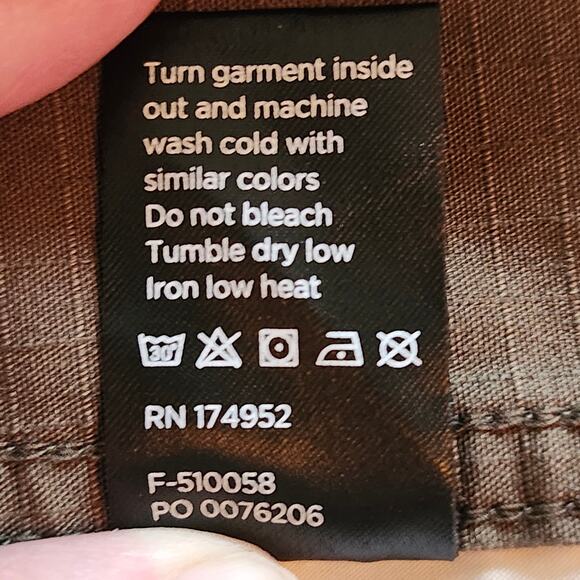 Turn garment inside
out and machine
wash cold with
similar colors
Do not bleach
Tumble dry low
Iron low heat
30°
RN 174952
F-510058
PO 0076206